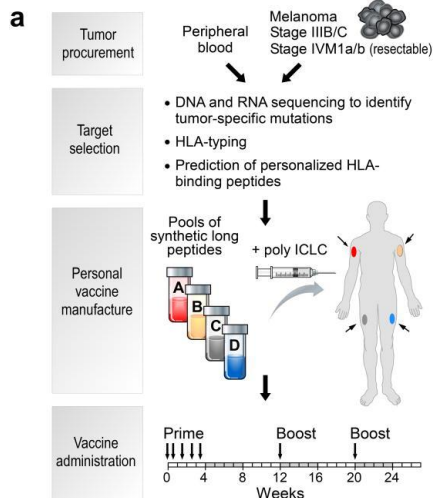 a
Tumor
procurement
Peripheral
blood
Melanoma
Stage IIIB/C
Stage IVM1a/b (resectable)
Target
selection
• DNA and RNA sequencing to identify
tumor-specific mutations
• HLA-typing
• Prediction of personalized HLA-
binding peptides
Personal
vaccine
manufacture
Pools of
synthetic long
peptides
+ poly ICLC
A
B
C
D
Vaccine
administration
Prime
Boost
Boost
0 4 8 12 16 20 24
Weeks